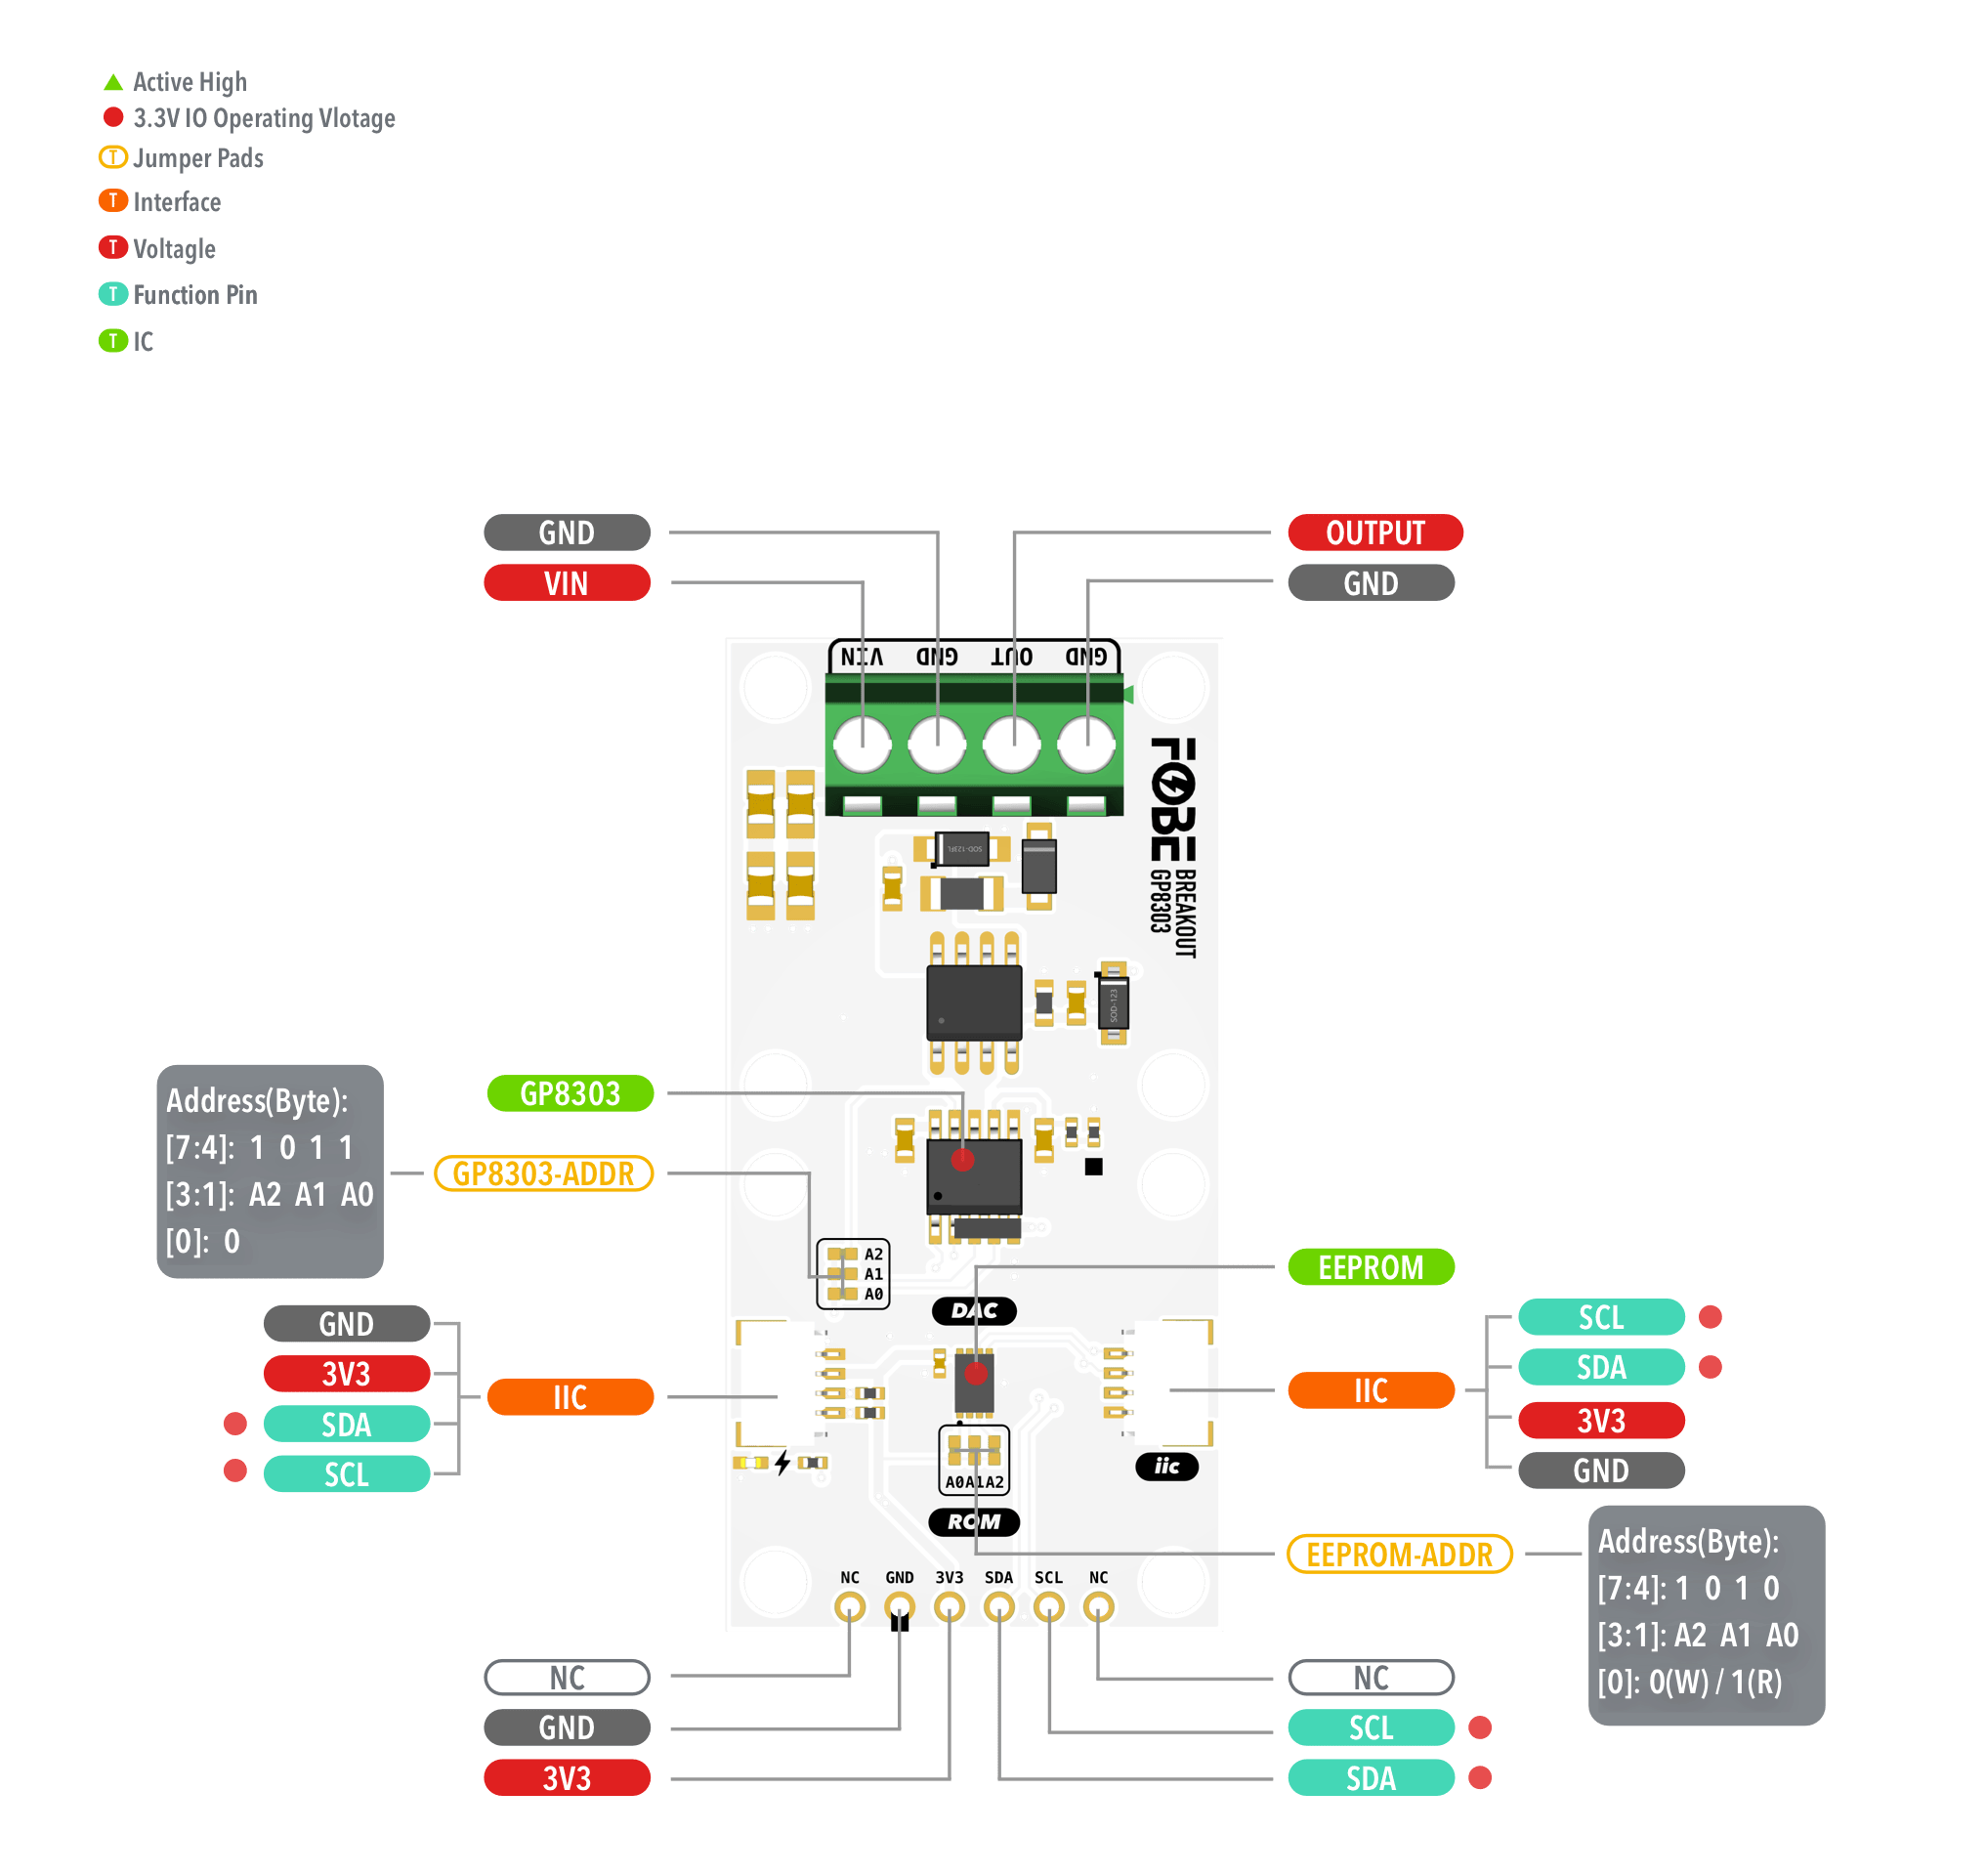 Active High
3.3V IO Operating Vlotage
T Jumper Pads
T Interface
T Voltagle
T Function Pin
T IC
GND
VIN
OUTPUT
GND
VIN GND OUT GND
FOBE
BREAKOUT
GP8303
SOD-123FL
SOD-123
GP8303
GP8303-ADDR
Address(Byte):
[7:4]: 1 0 1 1
[3:1]: A2 A1 A0
[0]: 0
A2
A1
A0
DAC
EEPROM
GND
3V3
SDA
SCL
IIC
IIC
SCL
SDA
3V3
GND
iic
A0A1A2
ROM
EEPROM-ADDR
Address(Byte):
[7:4]: 1 0 1 0
[3:1]: A2 A1 A0
[0]: 0(W) / 1(R)
NC GND 3V3 SDA SCL NC
NC
GND
3V3
NC
SCL
SDA